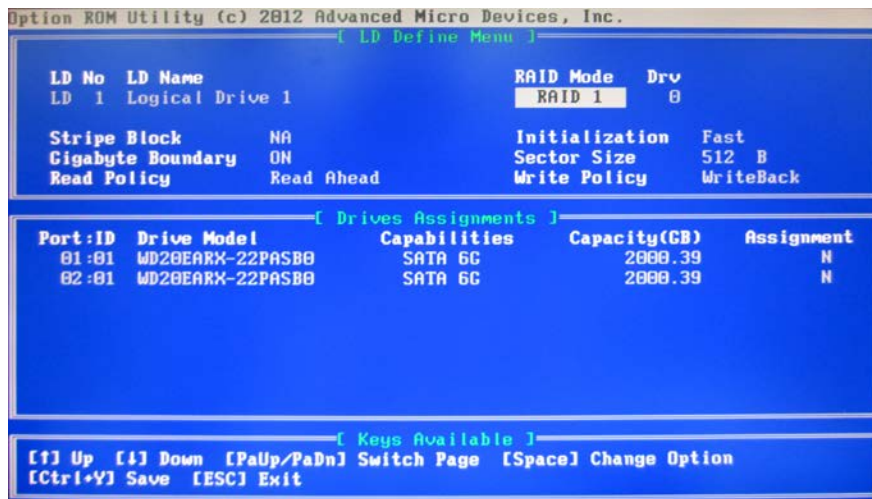 Option ROM Utility (c) 2012 Advanced Micro Devices, Inc.
[ LD Define Menu ]
LD No LD Name RAID Mode Drv
LD 1 Logical Drive 1 RAID 1 0
Stripe Block NA Initialization Fast
Gigabyte Boundary ON Sector Size 512 B
Read Policy Read Ahead Write Policy WriteBack
[ Drives Assignments ]
Port:ID Drive Model Capabilities Capacity(GB) Assignment
01:01 WD20EARX-22PASB0 SATA 6G 2000.39 N
02:01 WD20EARX-22PASB0 SATA 6G 2000.39 N
[ Keys Available ]
[↑] Up [↓] Down [PaUp/PaDn] Switch Page [Space] Change Option
[Ctrl+Y] Save [ESC] Exit